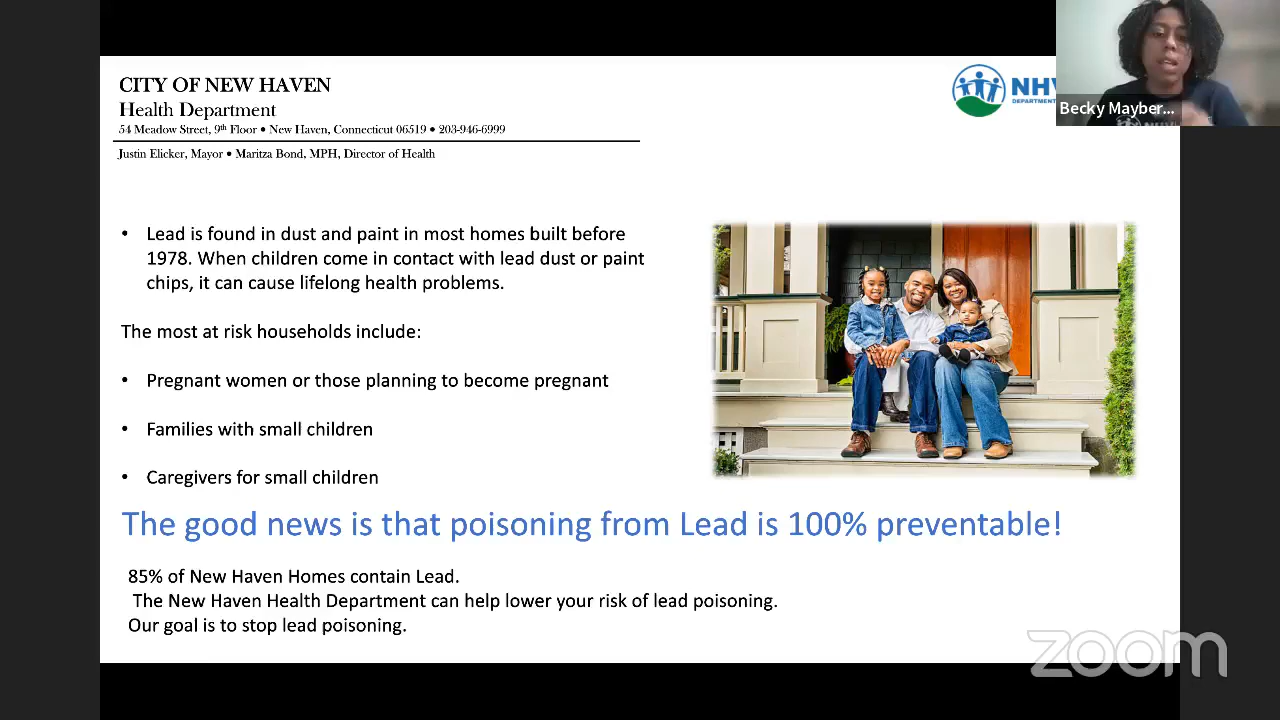 CITY OF NEW HAVEN
Health Department
54 Meadow Street, 9th Floor • New Haven, Connecticut 06519 • 203-946-6999
Justin Elicker, Mayor • Maritza Bond, MPH, Director of Health
NHV
DEPARTMENT
Becky Mayber...
• Lead is found in dust and paint in most homes built before
1978. When children come in contact with lead dust or paint
chips, it can cause lifelong health problems.
The most at risk households include:
• Pregnant women or those planning to become pregnant
• Families with small children
• Caregivers for small children
The good news is that poisoning from Lead is 100% preventable!
85% of New Haven Homes contain Lead.
The New Haven Health Department can help lower your risk of lead poisoning.
Our goal is to stop lead poisoning.
zoom